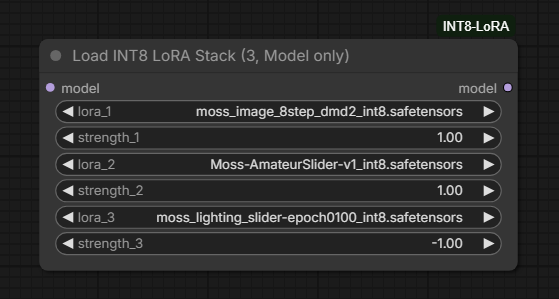 INT8-LoRA
Load INT8 LoRA Stack (3, Model only)
model model
lora_1 moss_image_8step_dmd2_int8.safetensors
strength_1 1.00
lora_2 Moss-AmateurSlider-v1_int8.safetensors
strength_2 1.00
lora_3 moss_lighting_slider-epoch0100_int8.safetensors
strength_3 -1.00